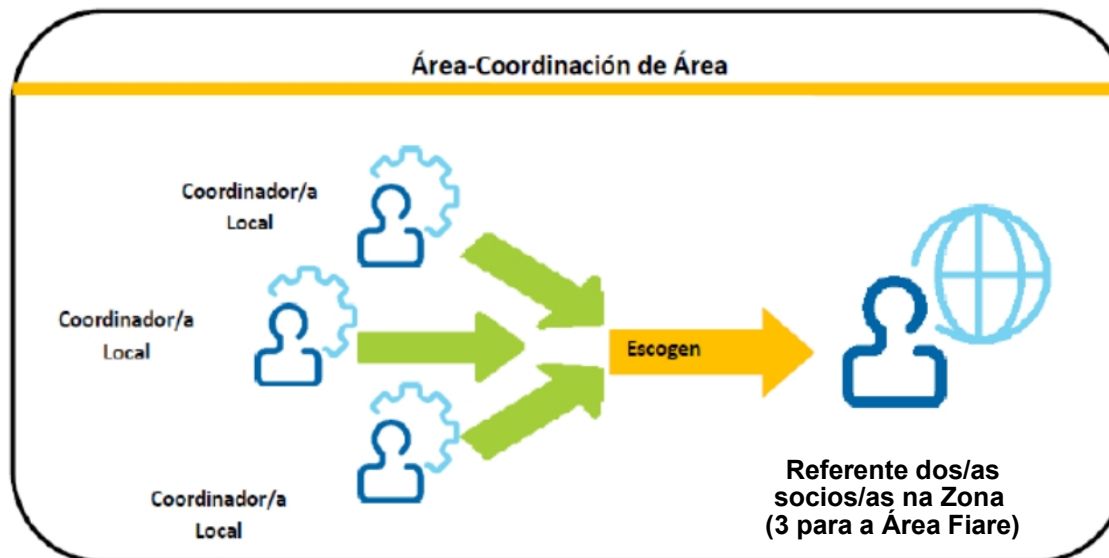 Área-Coordinación de Área
Coordinador/a
Local
Coordinador/a
Local
Escogen
Coordinador/a
Local
Referente dos/as
socios/as na Zona
(3 para a Área Fiare)